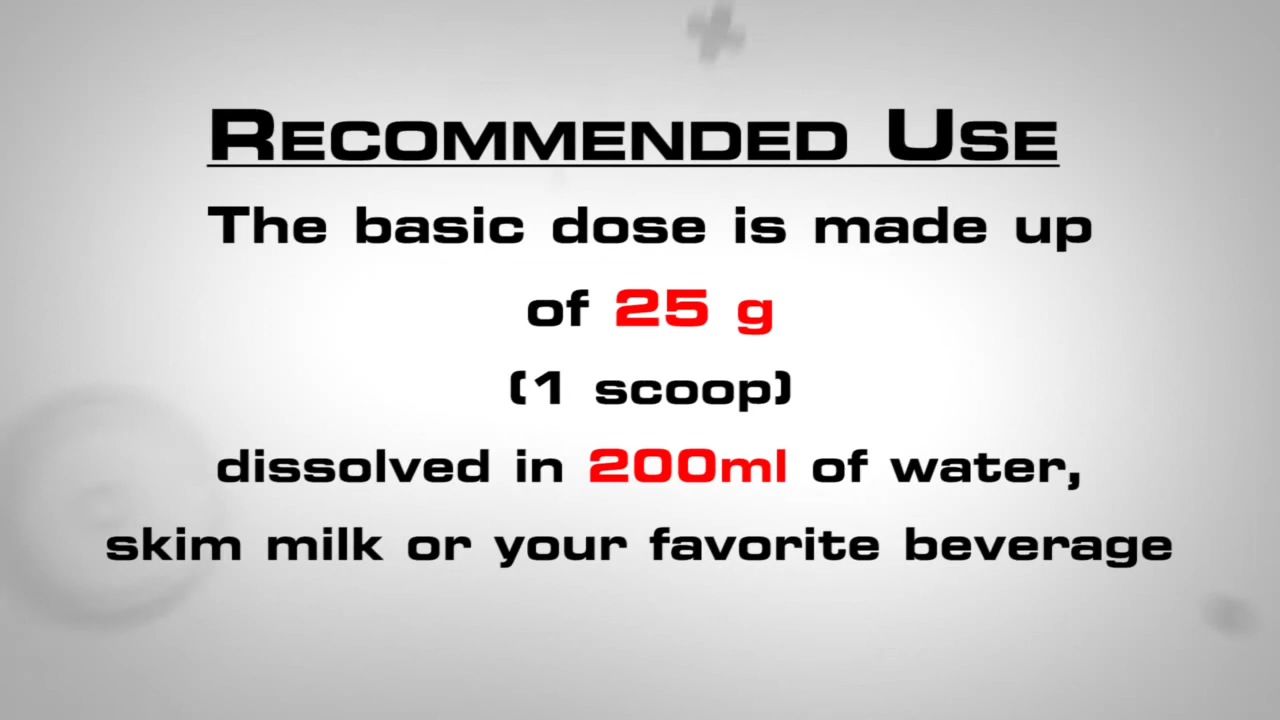 Recommended Use
The basic dose is made up
of 25 g
(1 scoop)
dissolved in 200ml of water,
skim milk or your favorite beverage